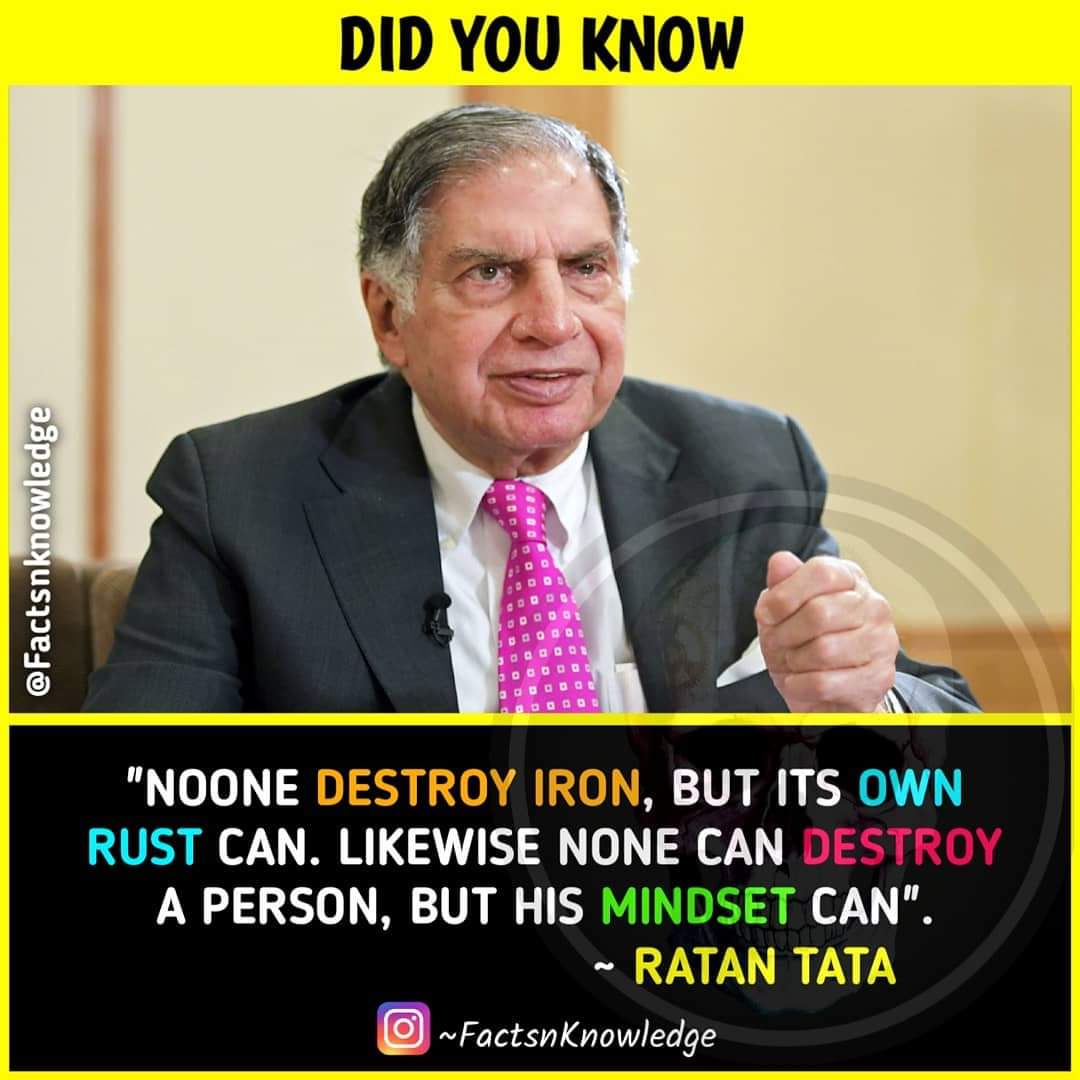 DID YOU KNOW
@Factsnknowledge
"NOONE DESTROY IRON, BUT ITS OWN
RUST CAN. LIKEWISE NONE CAN DESTROY
A PERSON, BUT HIS MINDSET CAN".
~ RATAN TATA
~FactsnKnowledge